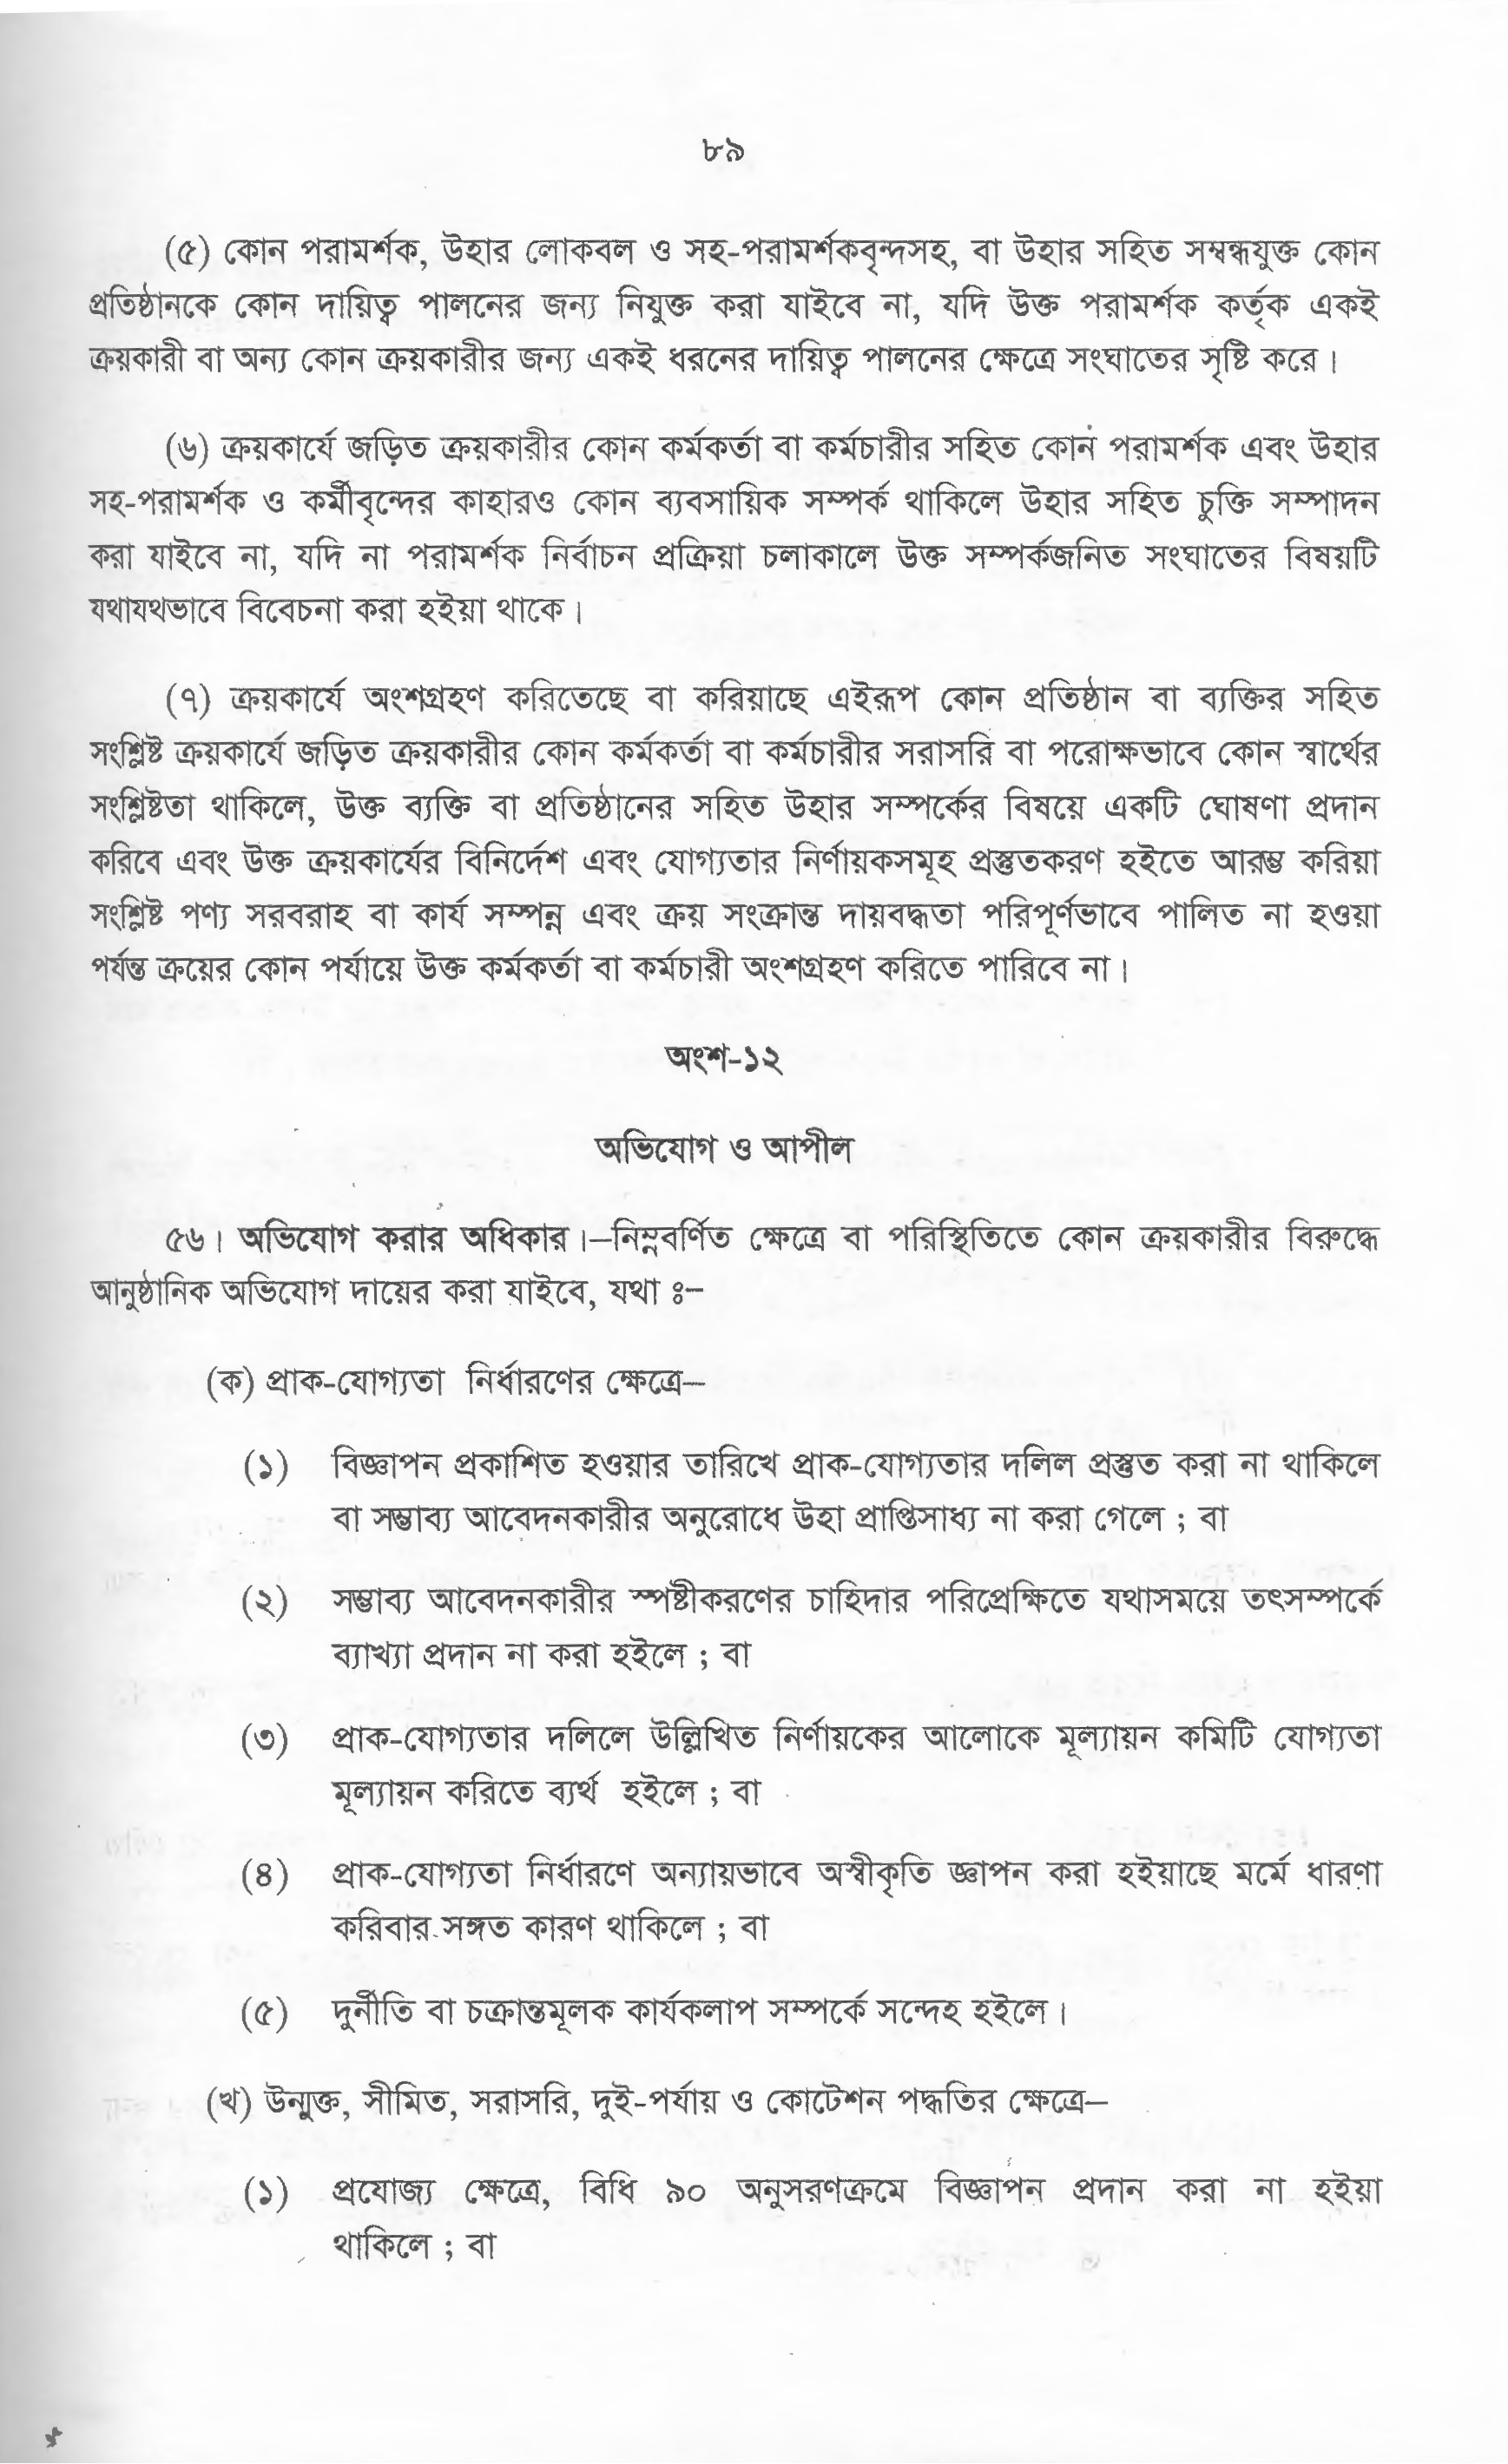 ৮৯
(৫) কোন পরামর্শক, উহার লোকবল ও সহ-পরামর্শকবৃন্দসহ, বা উহার সহিত সম্বন্ধযুক্ত কোন
প্রতিষ্ঠানকে কোন দায়িত্ব পালনের জন্য নিযুক্ত করা যাইবে না, যদি উক্ত পরামর্শক কর্তৃক একই
ক্রয়কারী বা অন্য কোন ক্রয়কারীর জন্য একই ধরনের দায়িত্ব পালনের ক্ষেত্রে সংঘাতের সৃষ্টি করে।
(৬) ক্রয়কার্যে জড়িত ক্রয়কারীর কোন কর্মকর্তা বা কর্মচারীর সহিত কোন পরামর্শক এবং উহার
সহ-পরামর্শক ও কর্মীবৃন্দের কাহারও কোন ব্যবসায়িক সম্পর্ক থাকিলে উহার সহিত চুক্তি সম্পাদন
করা যাইবে না, যদি না পরামর্শক নির্বাচন প্রক্রিয়া চলাকালে উক্ত সম্পর্কজনিত সংঘাতের বিষয়টি
যথাযথভাবে বিবেচনা করা হইয়া থাকে।
(৭) ক্রয়কার্যে অংশগ্রহণ করিতেছে বা করিয়াছে এইরূপ কোন প্রতিষ্ঠান বা ব্যক্তির সহিত
সংশ্লিষ্ট ক্রয়কার্যে জড়িত ক্রয়কারীর কোন কর্মকর্তা বা কর্মচারীর সরাসরি বা পরোক্ষভাবে কোন স্বার্থের
সংশ্লিষ্টতা থাকিলে, উক্ত ব্যক্তি বা প্রতিষ্ঠানের সহিত উহার সম্পর্কের বিষয়ে একটি ঘোষণা প্রদান
করিবে এবং উক্ত ক্রয়কার্যের বিনির্দেশ এবং যোগ্যতার নির্ণায়কসমূহ প্রস্তুতকরণ হইতে আরম্ভ করিয়া
সংশ্লিষ্ট পণ্য সরবরাহ বা কার্য সম্পন্ন এবং ক্রয় সংক্রান্ত দায়বদ্ধতা পরিপূর্ণভাবে পালিত না হওয়া
পর্যন্ত ক্রয়ের কোন পর্যায়ে উক্ত কর্মকর্তা বা কর্মচারী অংশগ্রহণ করিতে পারিবে না।
অংশ-১২
অভিযোগ ও আপীল
৫৬। অভিযোগ করার অধিকার।–নিম্নবর্ণিত ক্ষেত্রে বা পরিস্থিতিতে কোন ক্রয়কারীর বিরুদ্ধে
আনুষ্ঠানিক অভিযোগ দায়ের করা যাইবে, যথা ঃ–
(ক) প্রাক-যোগ্যতা নির্ধারণের ক্ষেত্রে–
(১) বিজ্ঞাপন প্রকাশিত হওয়ার তারিখে প্রাক-যোগ্যতার দলিল প্রস্তুত করা না থাকিলে
বা সম্ভাব্য আবেদনকারীর অনুরোধে উহা প্রাপ্তিসাধ্য না করা গেলে ; বা
(২) সম্ভাব্য আবেদনকারীর স্পষ্টীকরণের চাহিদার পরিপ্রেক্ষিতে যথাসময়ে তৎসম্পর্কে
ব্যাখ্যা প্রদান না করা হইলে ; বা
(৩) প্রাক-যোগ্যতার দলিলে উল্লিখিত নির্ণায়কের আলোকে মূল্যায়ন কমিটি যোগ্যতা
মূল্যায়ন করিতে ব্যর্থ হইলে ; বা
(৪) প্রাক-যোগ্যতা নির্ধারণে অন্যায়ভাবে অস্বীকৃতি জ্ঞাপন করা হইয়াছে মর্মে ধারণা
করিবার সঙ্গত কারণ থাকিলে ; বা
(৫) দুর্নীতি বা চক্রান্তমূলক কার্যকলাপ সম্পর্কে সন্দেহ হইলে।
(খ) উন্মুক্ত, সীমিত, সরাসরি, দুই-পর্যায় ও কোটেশন পদ্ধতির ক্ষেত্রে–
(১) প্রযোজ্য ক্ষেত্রে, বিধি ৯০ অনুসরণক্রমে বিজ্ঞাপন প্রদান করা না হইয়া
থাকিলে ; বা